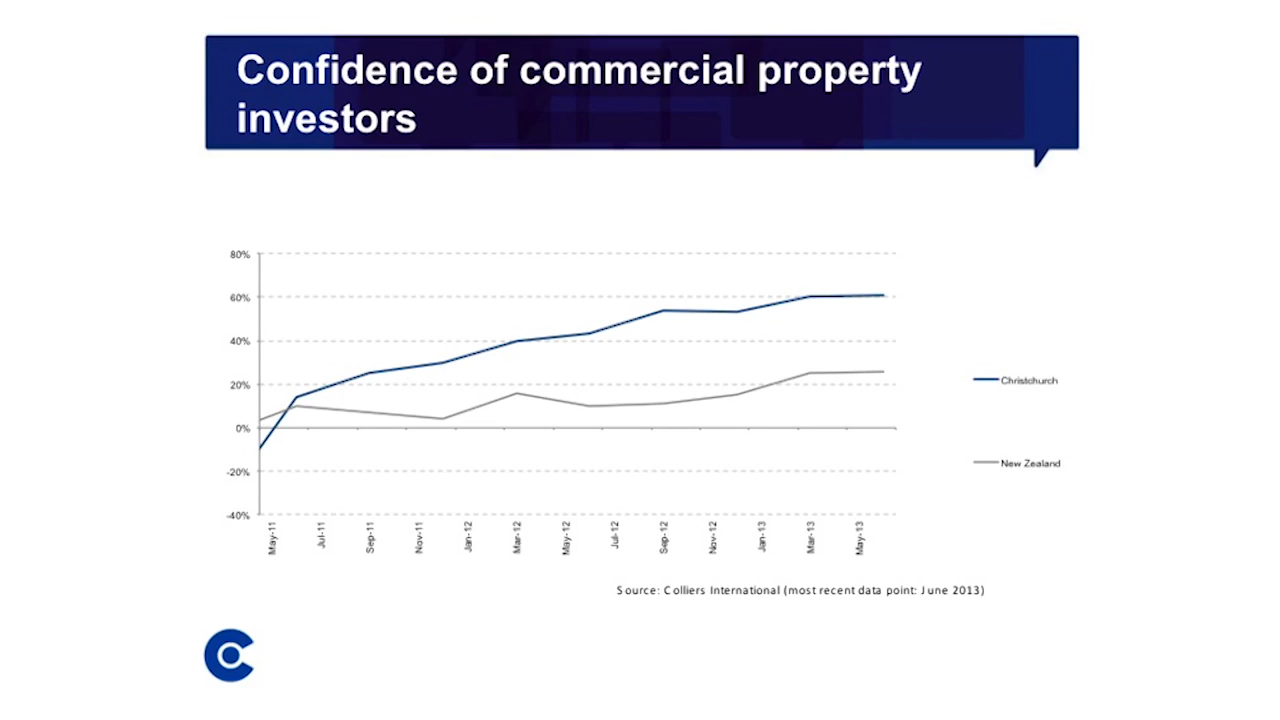 Confidence of commercial property
investors
80%
60%
40%
20%
0%
-20%
-40%
May-11
Jul-11
Sep-11
Nov-11
Jan-12
Mar-12
May-12
Jul-12
Sep-12
Nov-12
Jan-13
Mar-13
May-13
Christchurch
New Zealand
Source: Colliers International (most recent data point: June 2013)